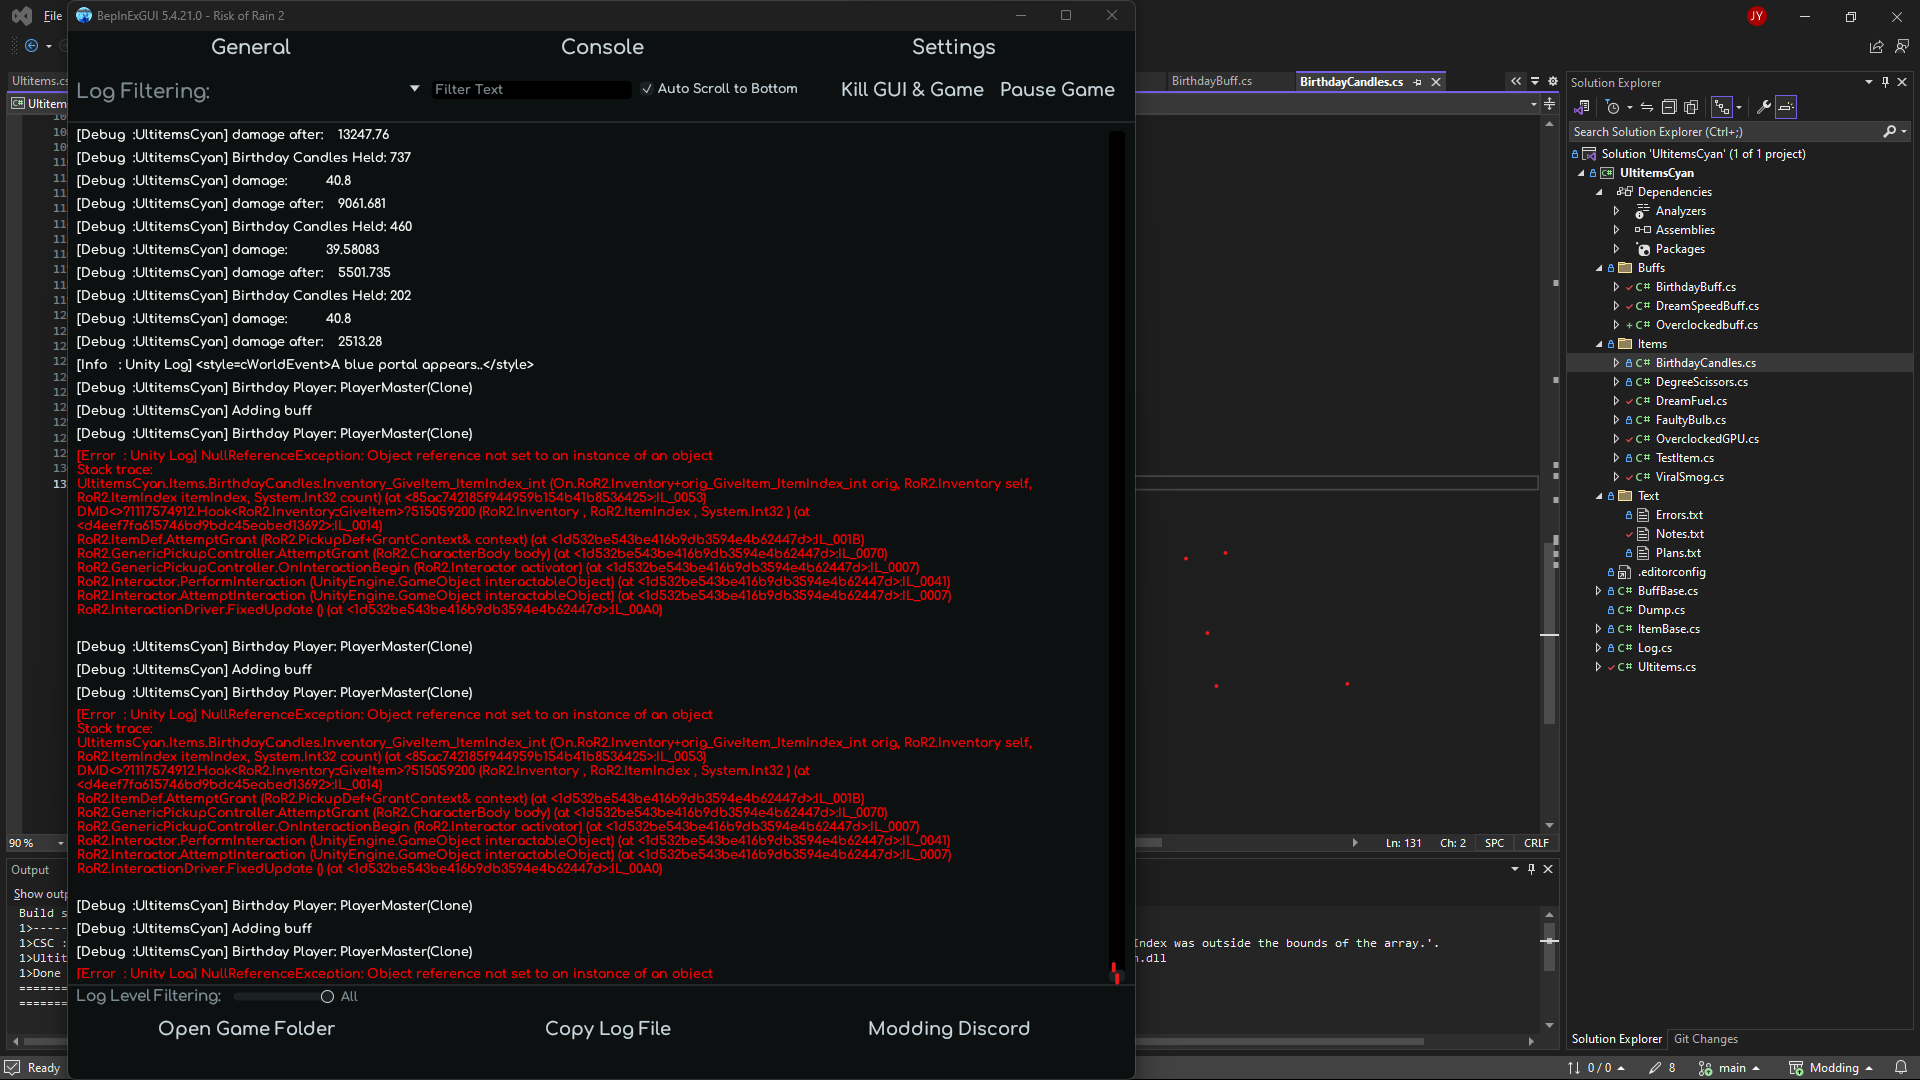 File
BepInExGUI 5.4.21.0 - Risk of Rain 2
JY
General
Console
Settings
Ultitems.cs
BirthdayBuff.cs
BirthdayCandles.cs
Log Filtering:
Filter Text
Auto Scroll to Bottom
Kill GUI & Game
Pause Game
[Debug :UltitemsCyan] damage after: 13247.76
[Debug :UltitemsCyan] Birthday Candles Held: 737
[Debug :UltitemsCyan] damage: 40.8
[Debug :UltitemsCyan] damage after: 9061.681
[Debug :UltitemsCyan] Birthday Candles Held: 460
[Debug :UltitemsCyan] damage: 39.58083
[Debug :UltitemsCyan] damage after: 5501.735
[Debug :UltitemsCyan] Birthday Candles Held: 202
[Debug :UltitemsCyan] damage: 40.8
[Debug :UltitemsCyan] damage after: 2513.28
[Info : Unity Log] <style=cWorldEvent>A blue portal appears..</style>
[Debug :UltitemsCyan] Birthday Player: PlayerMaster(Clone)
[Debug :UltitemsCyan] Adding buff
[Debug :UltitemsCyan] Birthday Player: PlayerMaster(Clone)
[Error : Unity Log] NullReferenceException: Object reference not set to an instance of an object
Stack trace:
UltitemsCyan.Items.BirthdayCandles.Inventory_GiveItem_ItemIndex_int (On.RoR2.Inventory+orig_GiveItem_ItemIndex_int orig, RoR2.Inventory self,
RoR2.ItemIndex itemIndex, System.Int32 count) (at <85ac742185f944959b154b41b8536425>:IL_0053)
DMD<>?1117574912.Hook<RoR2.Inventory::GiveItem>?515059200 (RoR2.Inventory , RoR2.ItemIndex , System.Int32 ) (at
<d4eef7fa615746bd9bdc45eabed13692>:IL_0014)
RoR2.ItemDef.AttemptGrant (RoR2.PickupDef+GrantContext& context) (at <1d532be543be416b9db3594e4b62447d>:IL_001B)
RoR2.GenericPickupController.AttemptGrant (RoR2.CharacterBody body) (at <1d532be543be416b9db3594e4b62447d>:IL_0070)
RoR2.GenericPickupController.OnInteractionBegin (RoR2.Interactor activator) (at <1d532be543be416b9db3594e4b62447d>:IL_0007)
RoR2.Interactor.PerformInteraction (UnityEngine.GameObject interactableObject) (at <1d532be543be416b9db3594e4b62447d>:IL_0041)
RoR2.Interactor.AttemptInteraction (UnityEngine.GameObject interactableObject) (at <1d532be543be416b9db3594e4b62447d>:IL_0007)
RoR2.InteractionDriver.FixedUpdate () (at <1d532be543be416b9db3594e4b62447d>:IL_00A0)
[Debug :UltitemsCyan] Birthday Player: PlayerMaster(Clone)
[Debug :UltitemsCyan] Adding buff
[Debug :UltitemsCyan] Birthday Player: PlayerMaster(Clone)
[Error : Unity Log] NullReferenceException: Object reference not set to an instance of an object
Stack trace:
UltitemsCyan.Items.BirthdayCandles.Inventory_GiveItem_ItemIndex_int (On.RoR2.Inventory+orig_GiveItem_ItemIndex_int orig, RoR2.Inventory self,
RoR2.ItemIndex itemIndex, System.Int32 count) (at <85ac742185f944959b154b41b8536425>:IL_0053)
DMD<>?1117574912.Hook<RoR2.Inventory::GiveItem>?515059200 (RoR2.Inventory , RoR2.ItemIndex , System.Int32 ) (at
<d4eef7fa615746bd9bdc45eabed13692>:IL_0014)
RoR2.ItemDef.AttemptGrant (RoR2.PickupDef+GrantContext& context) (at <1d532be543be416b9db3594e4b62447d>:IL_001B)
RoR2.GenericPickupController.AttemptGrant (RoR2.CharacterBody body) (at <1d532be543be416b9db3594e4b62447d>:IL_0070)
RoR2.GenericPickupController.OnInteractionBegin (RoR2.Interactor activator) (at <1d532be543be416b9db3594e4b62447d>:IL_0007)
RoR2.Interactor.PerformInteraction (UnityEngine.GameObject interactableObject) (at <1d532be543be416b9db3594e4b62447d>:IL_0041)
RoR2.Interactor.AttemptInteraction (UnityEngine.GameObject interactableObject) (at <1d532be543be416b9db3594e4b62447d>:IL_0007)
RoR2.InteractionDriver.FixedUpdate () (at <1d532be543be416b9db3594e4b62447d>:IL_00A0)
[Debug :UltitemsCyan] Birthday Player: PlayerMaster(Clone)
[Debug :UltitemsCyan] Adding buff
[Debug :UltitemsCyan] Birthday Player: PlayerMaster(Clone)
[Error : Unity Log] NullReferenceException: Object reference not set to an instance of an object
Log Level Filtering:
All
Open Game Folder
Copy Log File
Modding Discord
90 %
Output
Show outp
Build s
1>-----
1>CSC :
1>Ultit
1>Done
Ready
Ln: 131
Ch: 2
SPC
CRLF
Index was outside the bounds of the array.'.
n.dll
Solution Explorer
Search Solution Explorer (Ctrl+;)
Solution 'UltitemsCyan' (1 of 1 project)
UltitemsCyan
Dependencies
Analyzers
Assemblies
Packages
Buffs
C# BirthdayBuff.cs
C# DreamSpeedBuff.cs
C# Overclockedbuff.cs
Items
C# BirthdayCandles.cs
C# DegreeScissors.cs
C# DreamFuel.cs
C# FaultyBulb.cs
C# OverclockedGPU.cs
C# TestItem.cs
C# ViralSmog.cs
Text
Errors.txt
Notes.txt
Plans.txt
.editorconfig
C# BuffBase.cs
C# Dump.cs
C# ItemBase.cs
C# Log.cs
C# Ultitems.cs
Solution Explorer
Git Changes
0 / 0
8
main
Modding